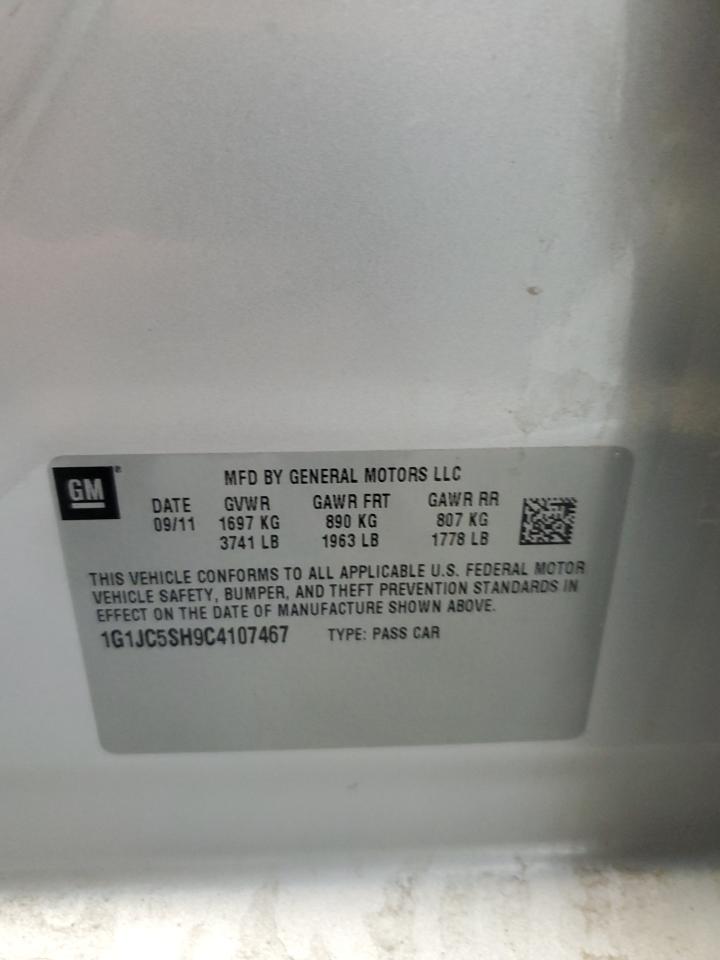 GM®
MFD BY GENERAL MOTORS LLC
DATE GVWR GAWR FRT GAWR RR
09/11 1697 KG 890 KG 807 KG
3741 LB 1963 LB 1778 LB
THIS VEHICLE CONFORMS TO ALL APPLICABLE U.S. FEDERAL MOTOR
VEHICLE SAFETY, BUMPER, AND THEFT PREVENTION STANDARDS IN
EFFECT ON THE DATE OF MANUFACTURE SHOWN ABOVE.
1G1JC5SH9C4107467 TYPE: PASS CAR